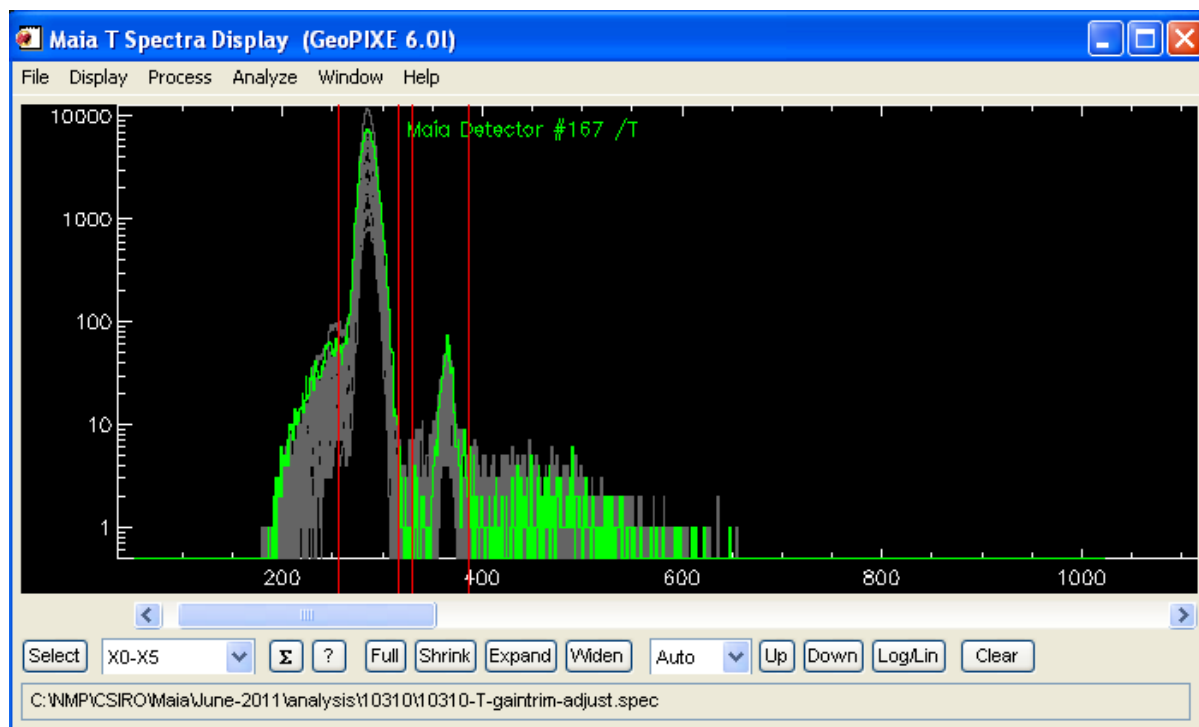 Maia T Spectra Display (GeoPIXE 6.0l)
File Display Process Analyze Window Help
Maia Detector #167 /T
10000
1000
100
10
1
200 400 600 800 1000
Select X0-X5 Σ ? Full Shrink Expand Widen Auto Up Down Log/Lin Clear
C:\NMP\CSIRO\Maia\June-2011\analysis\10310\10310-T-gaintrim-adjust.spec